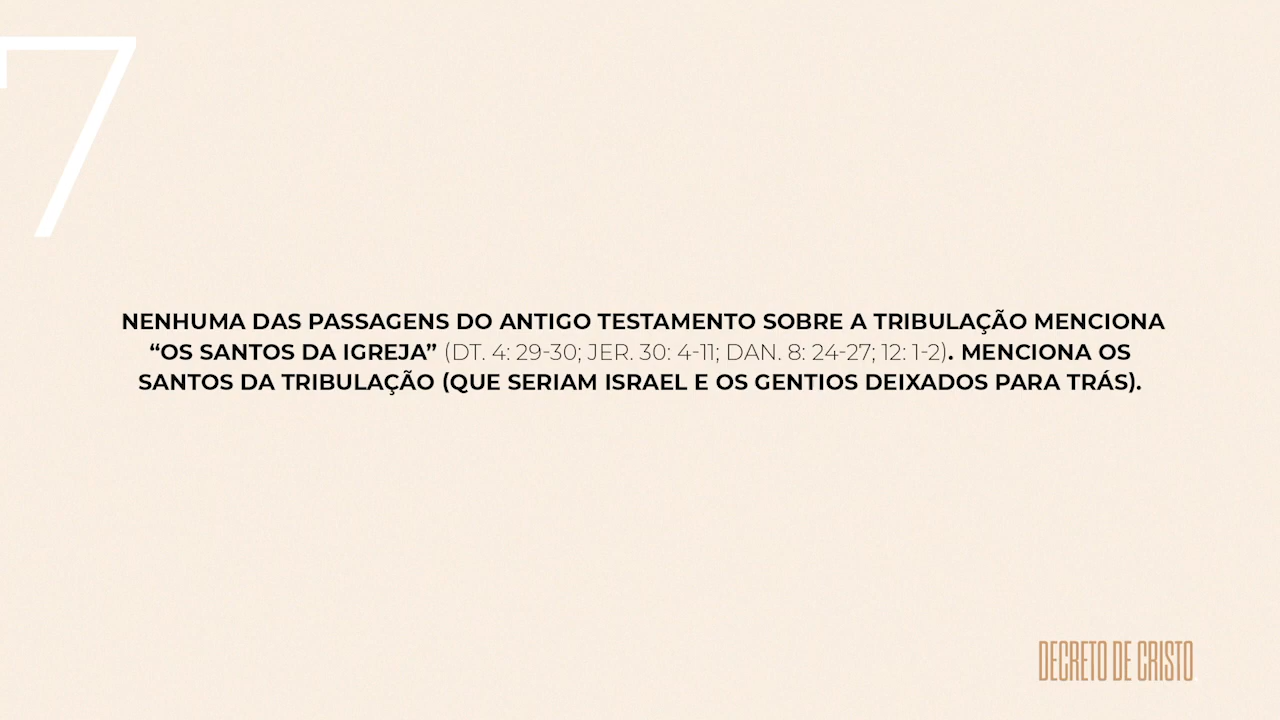 7
NENHUMA DAS PASSAGENS DO ANTIGO TESTAMENTO SOBRE A TRIBULAÇÃO MENCIONA
“OS SANTOS DA IGREJA” (DT. 4: 29-30; JER. 30: 4-11; DAN. 8: 24-27; 12: 1-2). MENCIONA OS
SANTOS DA TRIBULAÇÃO (QUE SERIAM ISRAEL E OS GENTIOS DEIXADOS PARA TRÁS).
DECRETO DE CRISTO